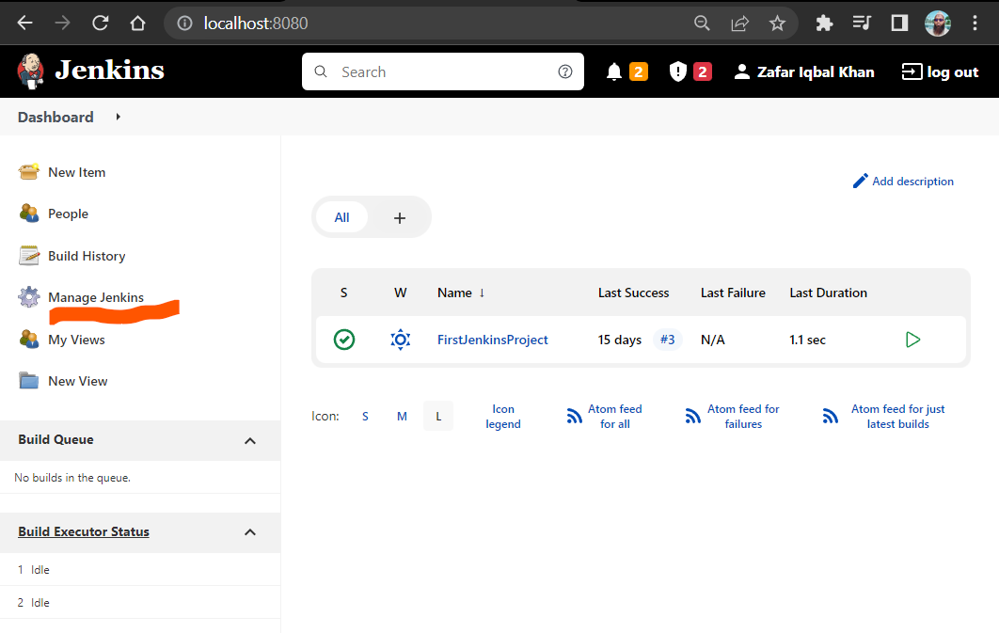 localhost:8080
Jenkins
Search
2
2
Zafar Iqbal Khan
log out
Dashboard
New Item
People
Build History
Manage Jenkins
My Views
New View
Build Queue
No builds in the queue.
Build Executor Status
1 Idle
2 Idle
Add description
All +
S W Name ↓ Last Success Last Failure Last Duration
FirstJenkinsProject 15 days #3 N/A 1.1 sec
Icon: S M L
Icon
legend
Atom feed
for all
Atom feed for
failures
Atom feed for just
latest builds